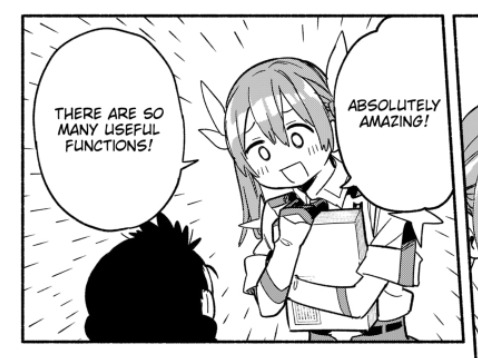 ABSOLUTELY
AMAZING!
THERE ARE SO
MANY USEFUL
FUNCTIONS!